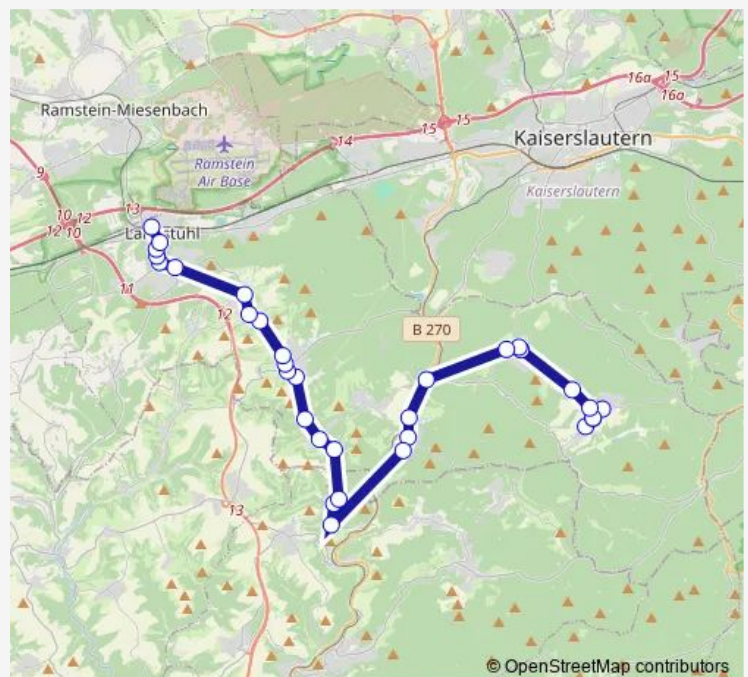 16a
15
16a
Ramstein-Miesenbach
15
15
Kaiserslautern
14
Ramstein
Air Base
9
Kaiserslautern
13
10
12
12
10
11
12
B 270
13
© OpenStreetMap contributors